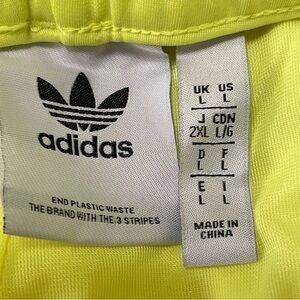 adidas
END PLASTIC WASTE
THE BRAND WITH THE 3 STRIPES
UK US
L L
J CDN
2XL L/G
D F
L L
E I
L L
MADE IN
CHINA